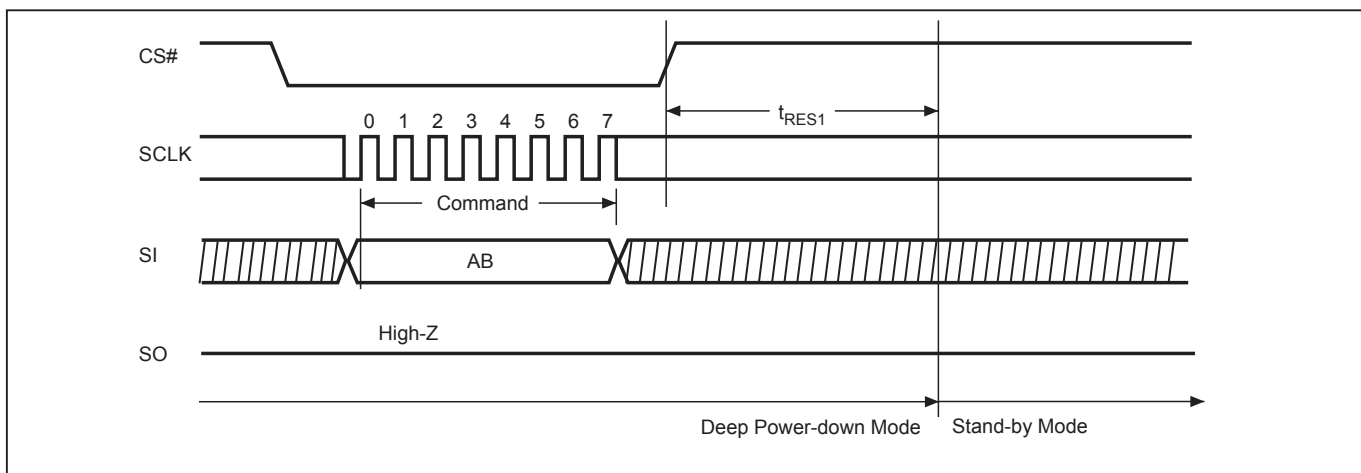 CS#
tRES1
0 1 2 3 4 5 6 7
SCLK
Command
SI
AB
High-Z
SO
Deep Power-down Mode
Stand-by Mode